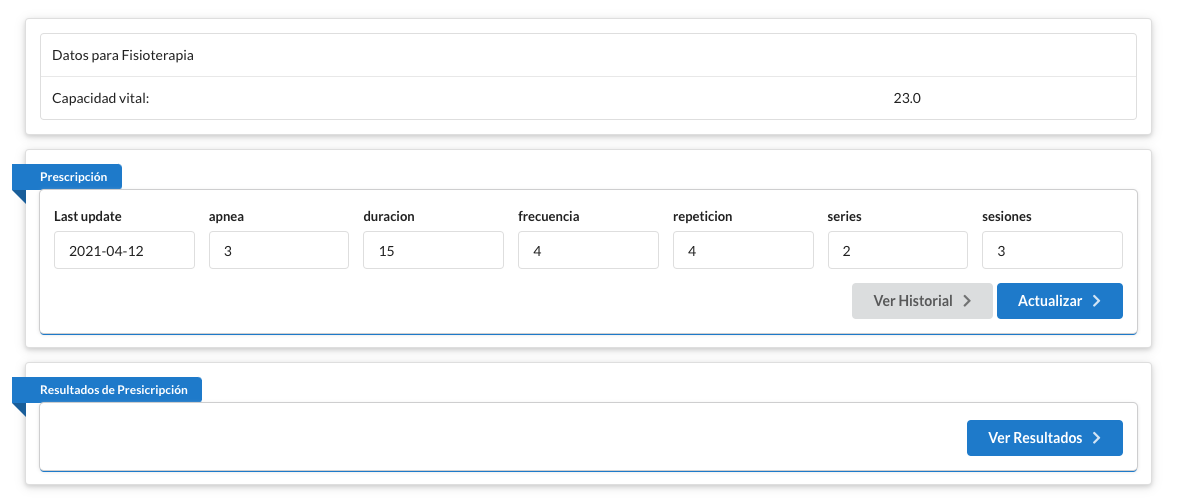 Datos para Fisioterapia
Capacidad vital: 23.0
Prescripción
Last update apnea duracion frecuencia repeticion series sesiones
2021-04-12 3 15 4 4 2 3
Ver Historial Actualizar
Resultados de Presicripción
Ver Resultados